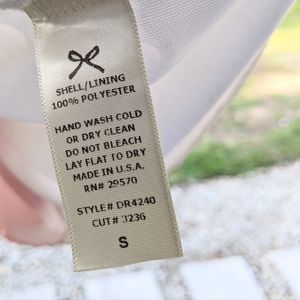 SHELL/LINING
100% POLYESTER
HAND WASH COLD
OR DRY CLEAN
DO NOT BLEACH
LAY FLAT TO DRY
MADE IN U.S.A.
RN# 29570
STYLE# DR4240
CUT# 3236
S